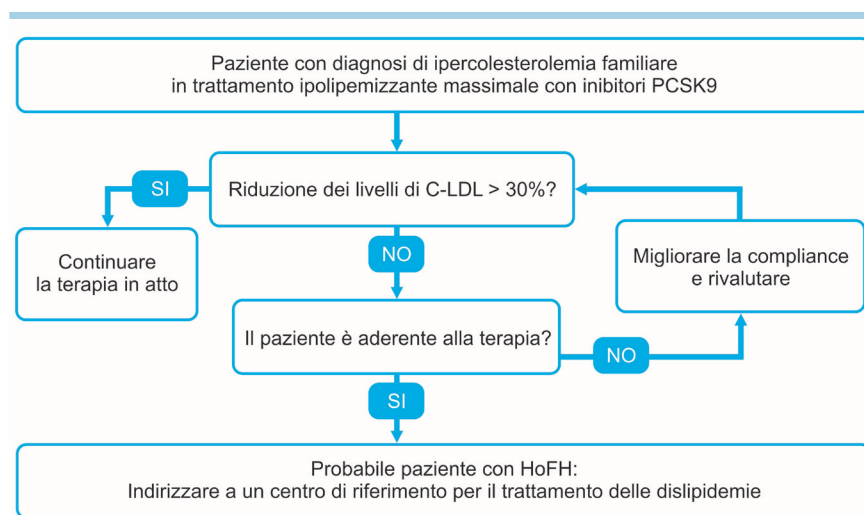 Paziente con diagnosi di ipercolesterolemia familiare
in trattamento ipolipemizzante massimale con inibitori PCSK9
SI
Riduzione dei livelli di C-LDL > 30%?
Continuare
la terapia in atto
NO
Migliorare la compliance
e rivalutare
Il paziente è aderente alla terapia?
NO
SI
Probabile paziente con HoFH:
Indirizzare a un centro di riferimento per il trattamento delle dislipidemie